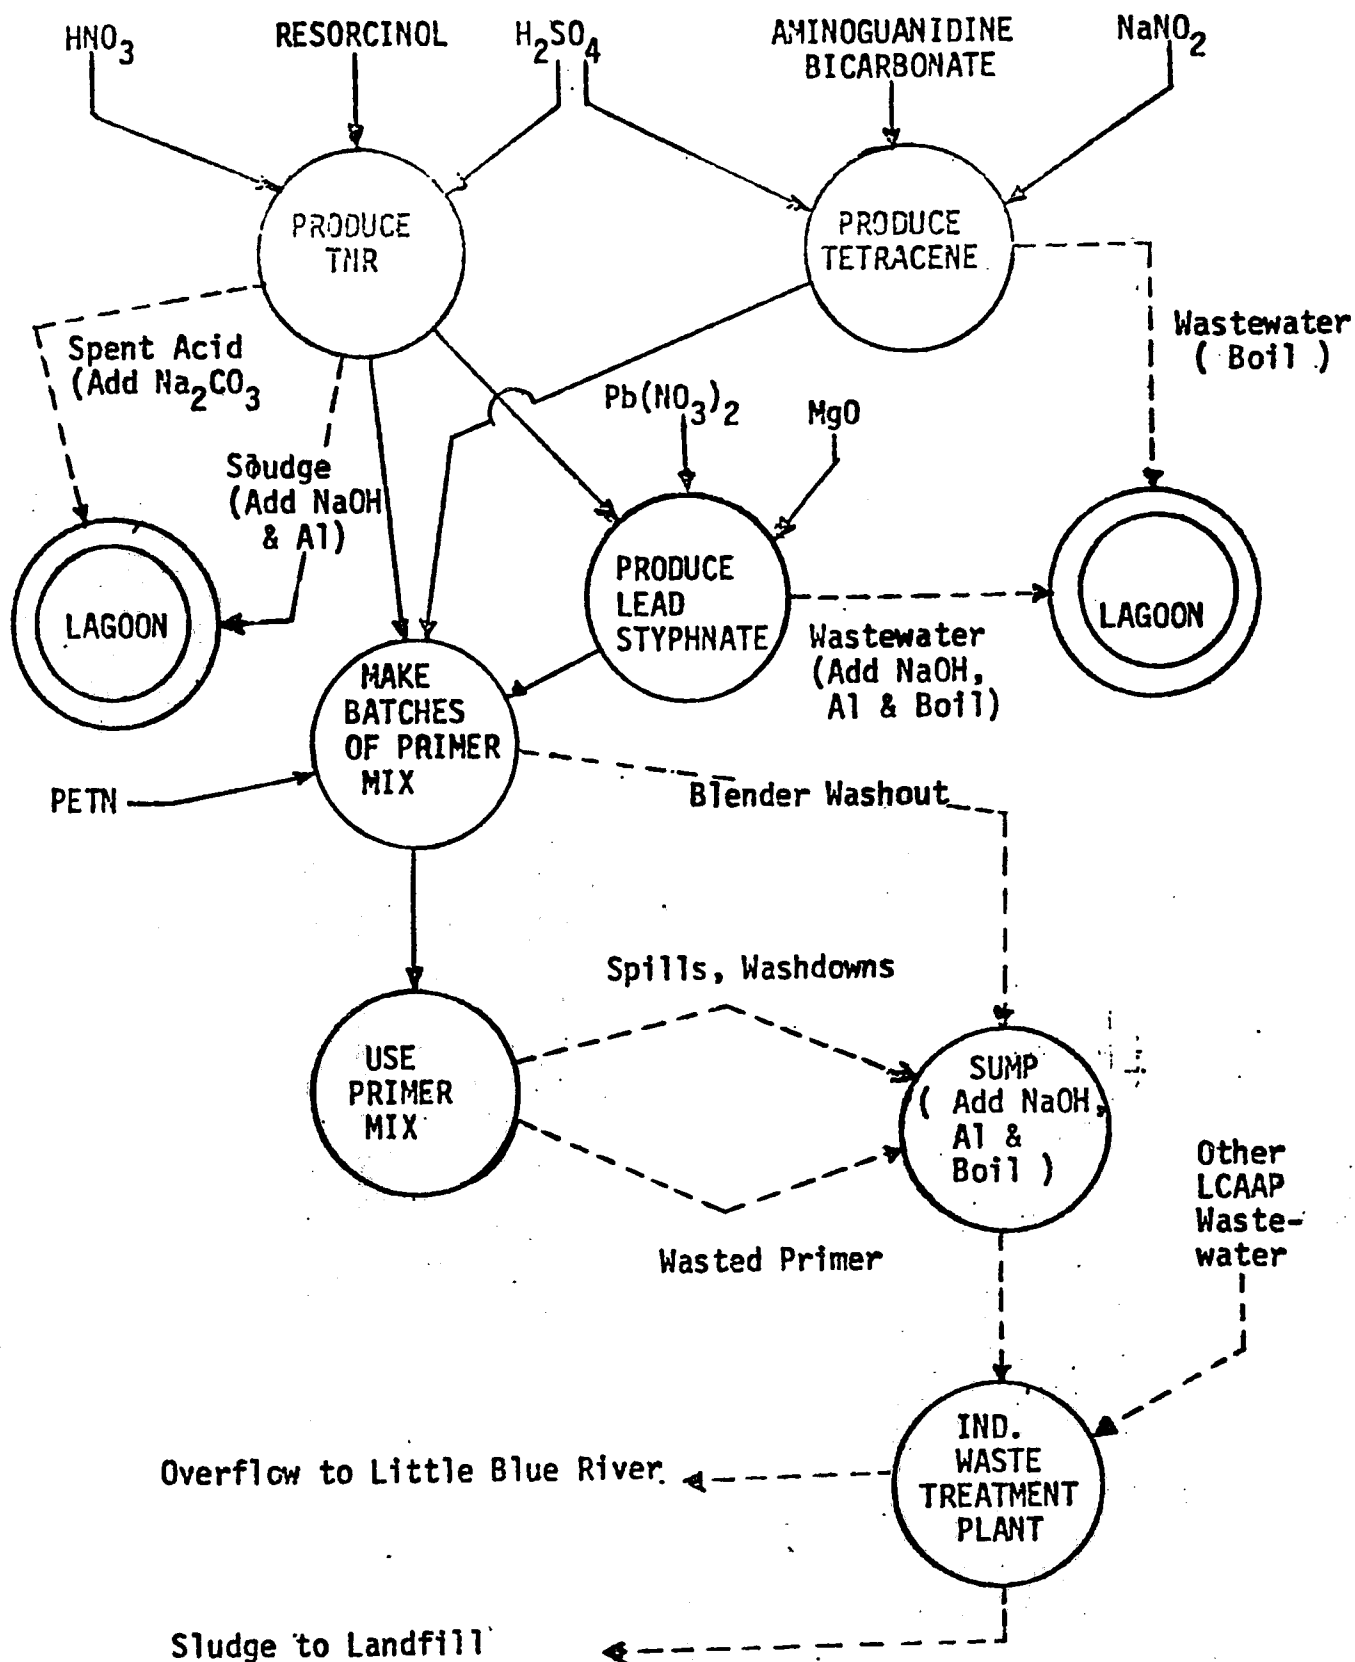 HNO3
RESORCINOL
H2SO4
AMINOGUANIDINE
BICARBONATE
NaNO2
PRODUCE
TNR
PRODUCE
TETRACENE
Spent Acid
(Add Na2CO3
Wastewater
( Boil )
Pb(NO3)2
MgO
Sludge
(Add NaOH
& Al)
LAGOON
PRODUCE
LEAD
STYPHNATE
LAGOON
Wastewater
(Add NaOH,
Al & Boil)
MAKE
BATCHES
OF PRIMER
MIX
PETN
Blender Washout
Spills, Washdowns
USE
PRIMER
MIX
SUMP
( Add NaOH,
Al &
Boil )
Other
LCAAP
Waste-
water
Wasted Primer
IND.
WASTE
TREATMENT
PLANT
Overflow to Little Blue River
Sludge to Landfill